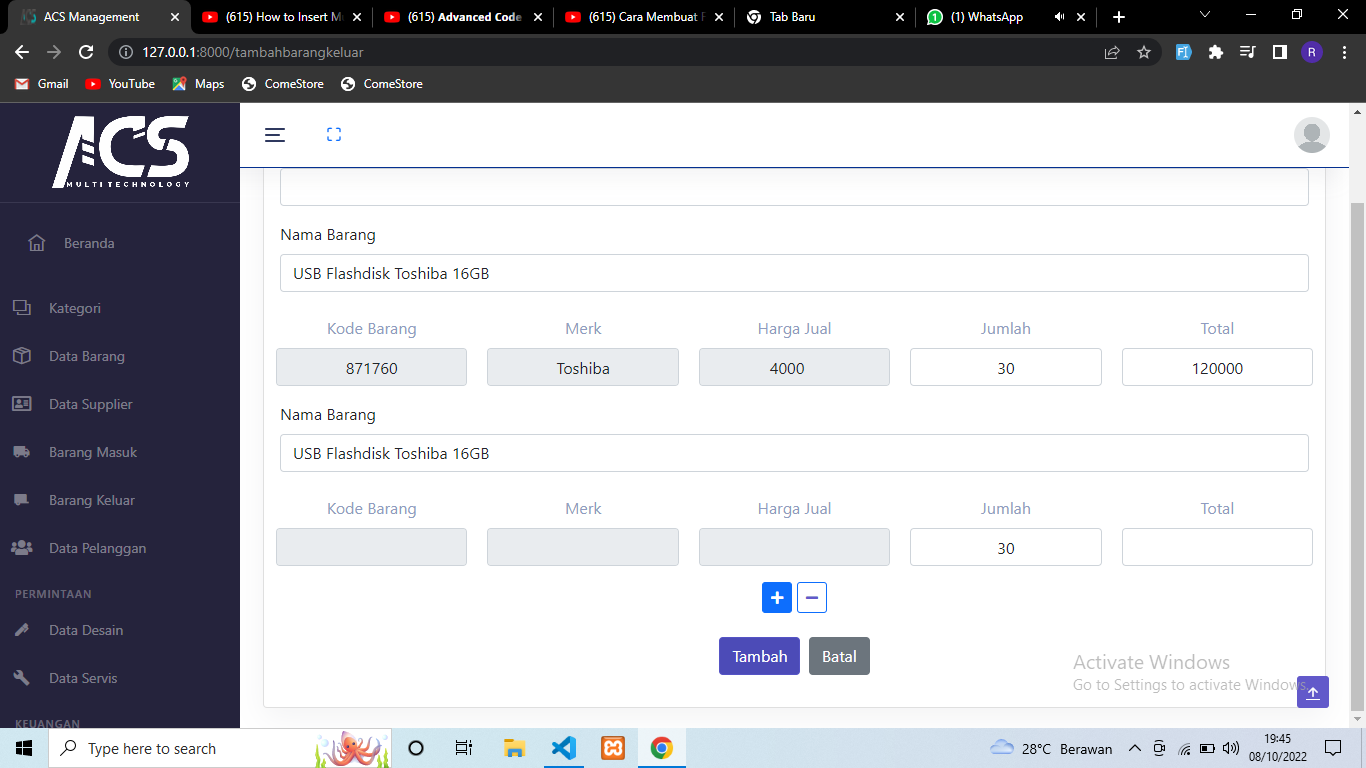 ACS Management
(615) How to Insert M
(615) Advanced Code
(615) Cara Membuat F
Tab Baru
(1) WhatsApp
127.0.0.1:8000/tambahbarangkeluar
R
Gmail
YouTube
Maps
ComeStore
ComeStore
ACS
MULTI TECHNOLOGY
Beranda
Kategori
Data Barang
Data Supplier
Barang Masuk
Barang Keluar
Data Pelanggan
PERMINTAAN
Data Desain
Data Servis
KEUANGAN
Nama Barang
USB Flashdisk Toshiba 16GB
Kode Barang Merk Harga Jual Jumlah Total
871760 Toshiba 4000 30 120000
Nama Barang
USB Flashdisk Toshiba 16GB
Kode Barang Merk Harga Jual Jumlah Total
30
+ −
Tambah Batal
Activate Windows
Go to Settings to activate Windows.
Type here to search
28°C Berawan
19:45
08/10/2022